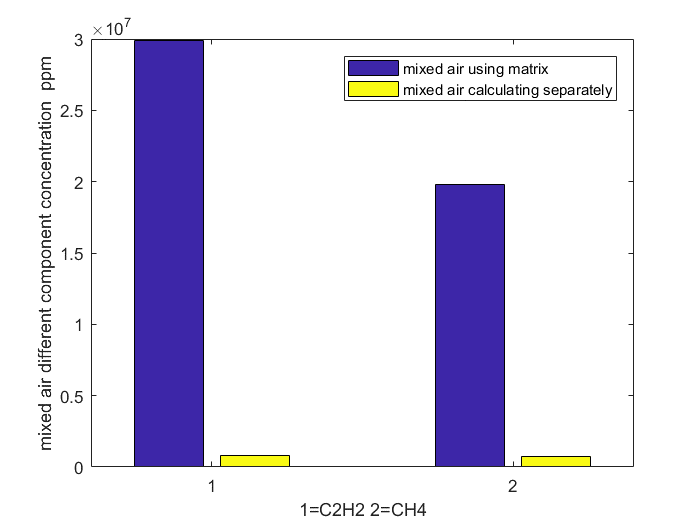 ×10^7
3
2.5
2
1.5
1
0.5
0
mixed air different component concentration  ppm
mixed air using matrix
mixed air calculating separately
1 2
1=C2H2 2=CH4